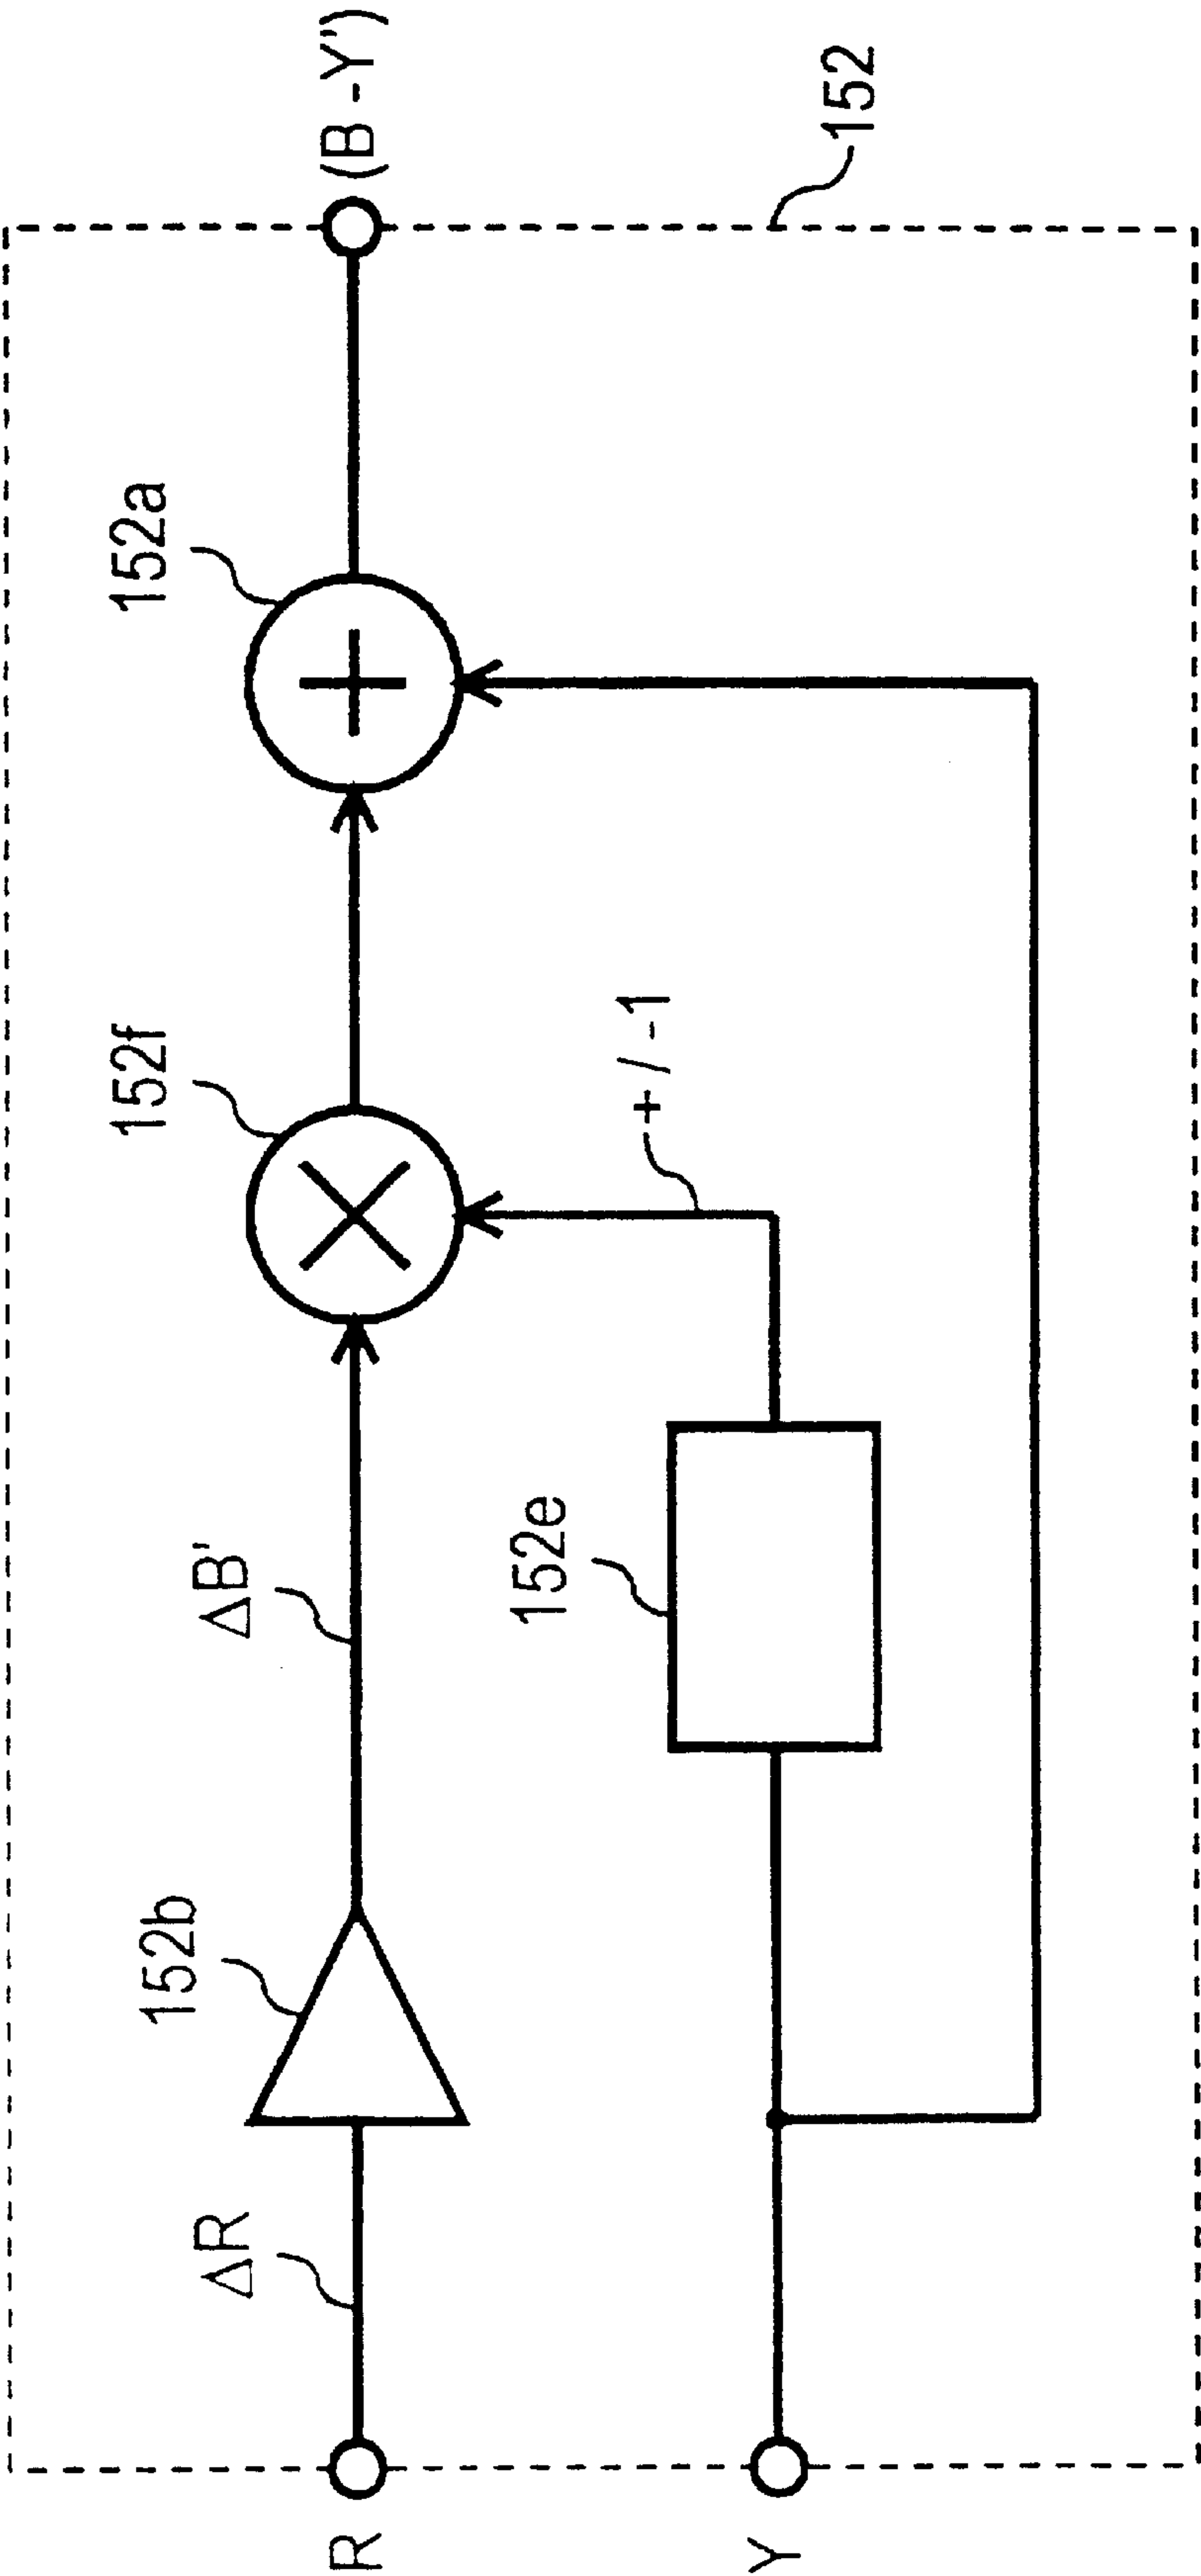 152a
152f
152b
152e
ΔR
ΔB'
+ / -1
R
Y
(B -Y')
152